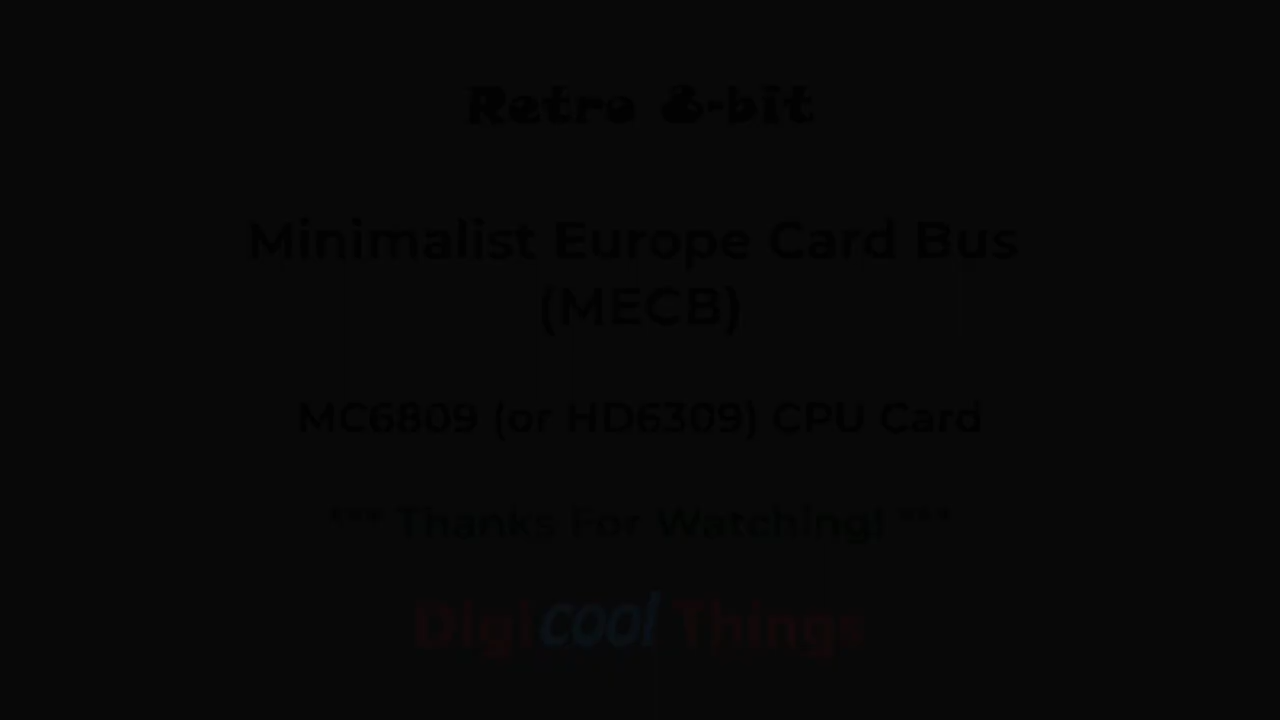 Retro 8-bit
Minimalist Europe Card Bus
(MECB)
MC6809 (or HD6309) CPU Card
*** Thanks For Watching! ***
Digicool Things